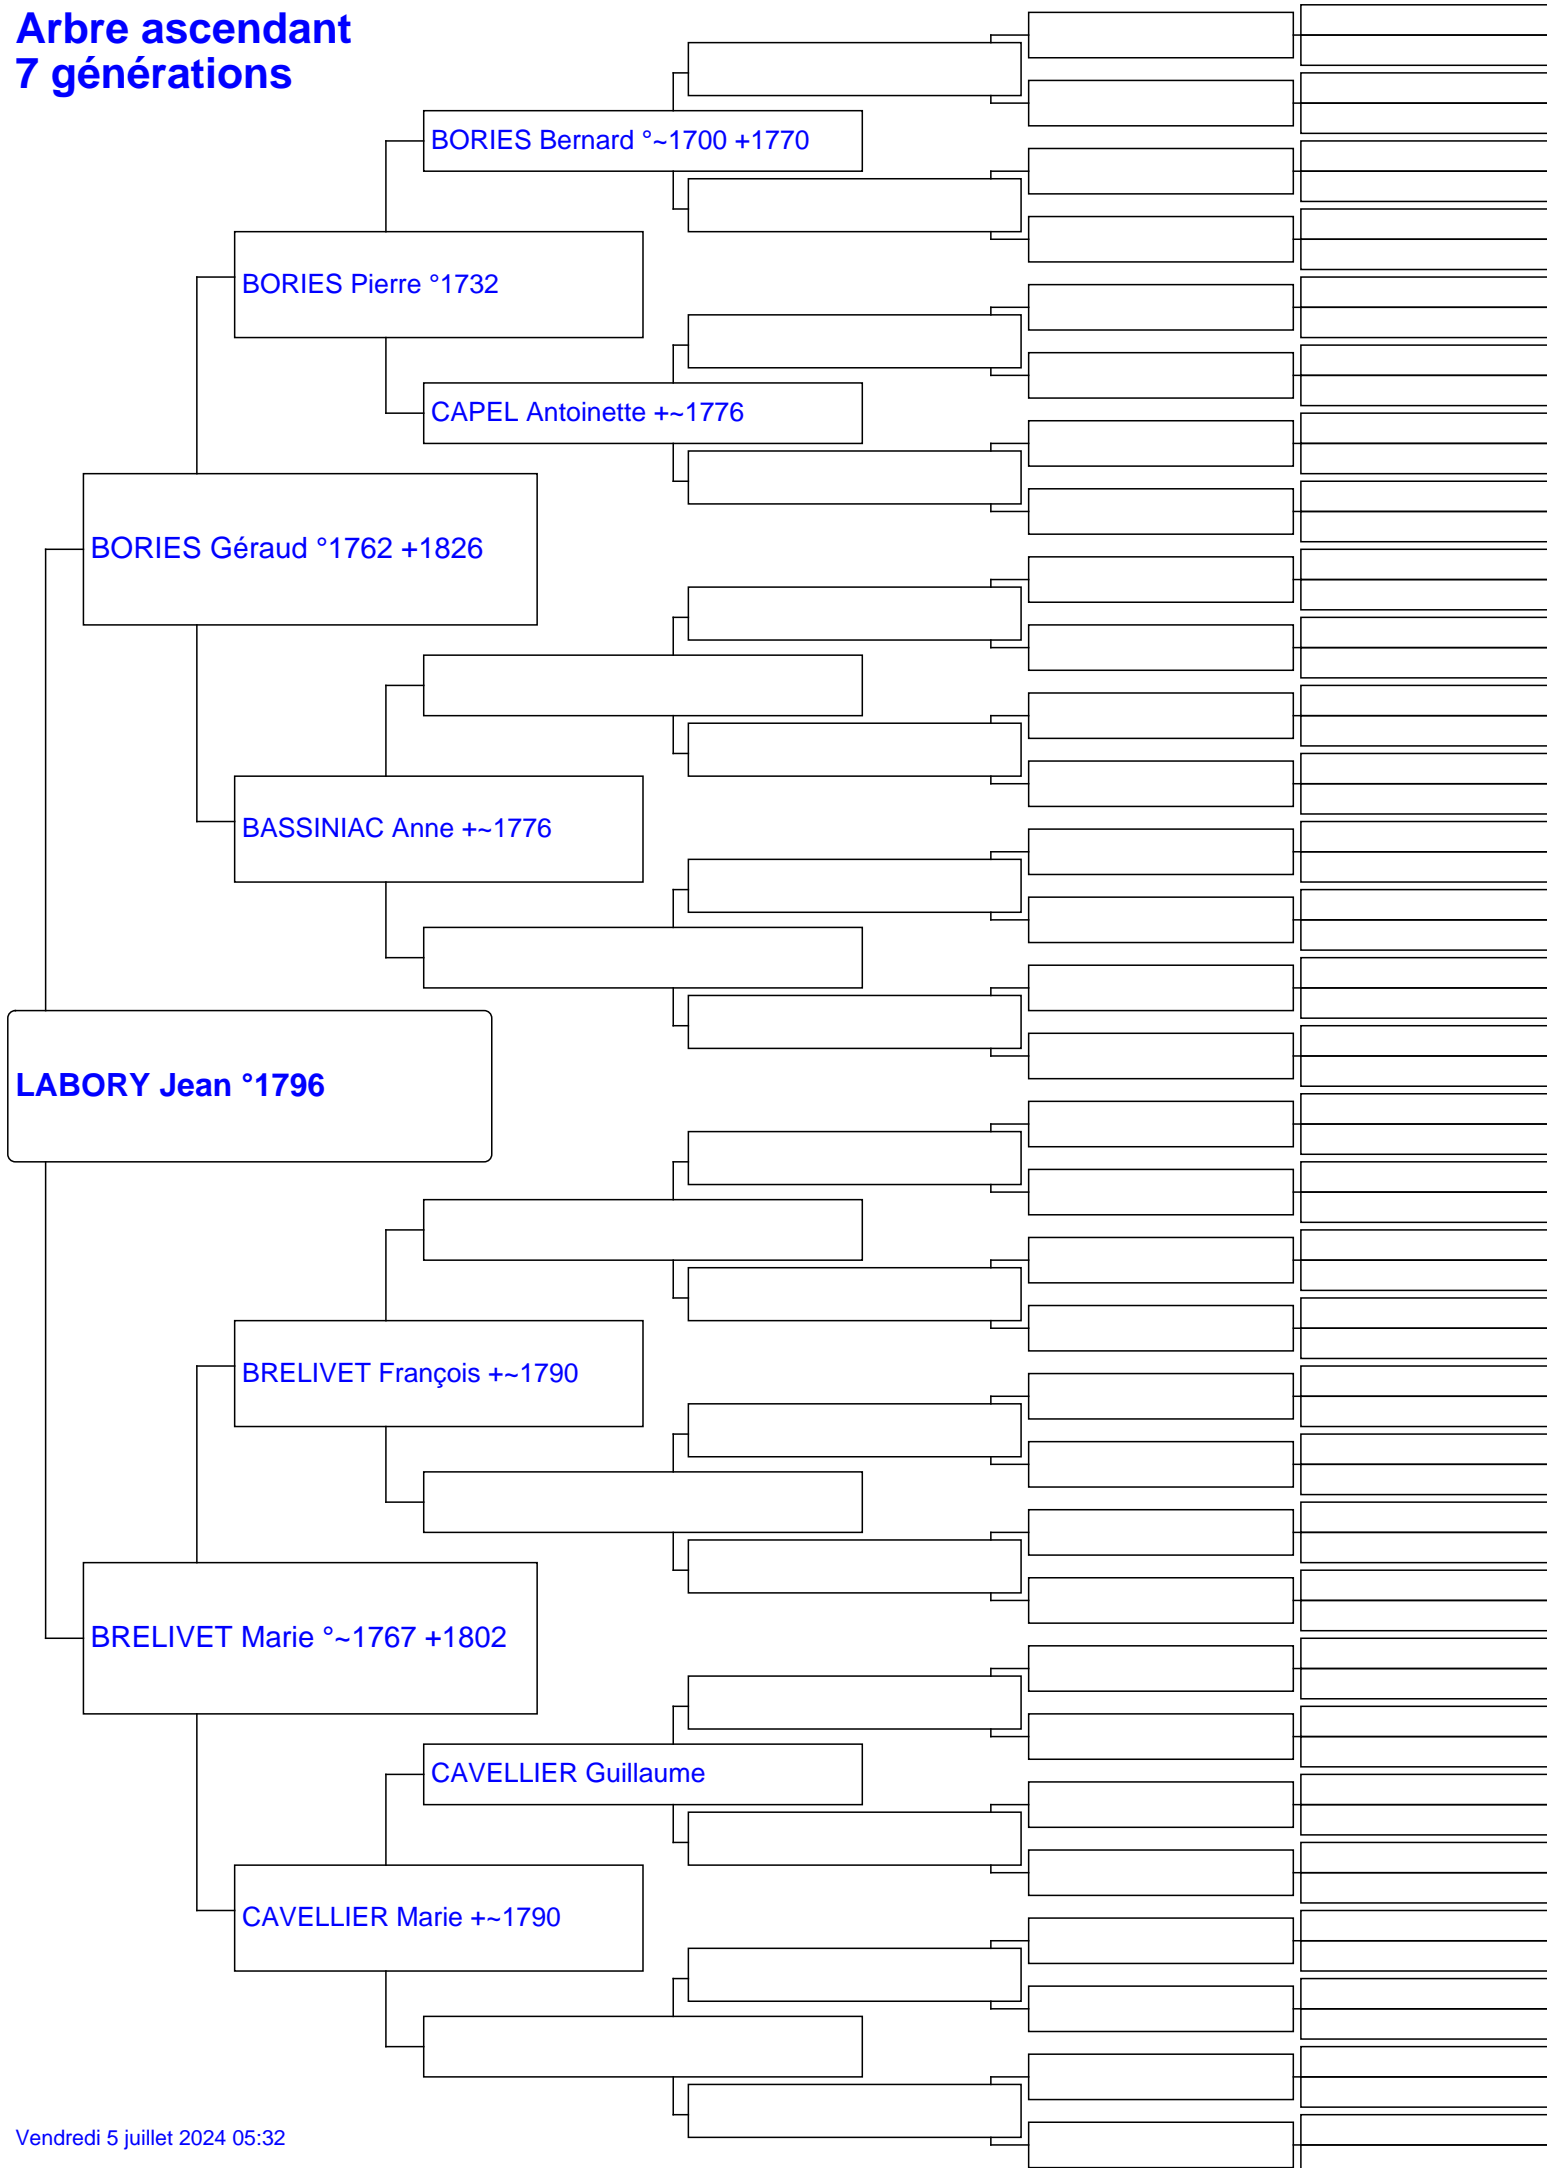 Arbre ascendant
7 générations
BORIES Bernard °~1700 +1770
BORIES Pierre °1732
CAPEL Antoinette +~1776
BORIES Géraud °1762 +1826
BASSINIAC Anne +~1776
LABORY Jean °1796
BRELIVET François +~1790
BRELIVET Marie °~1767 +1802
CAVELLIER Guillaume
CAVELLIER Marie +~1790
Vendredi 5 juillet 2024 05:32